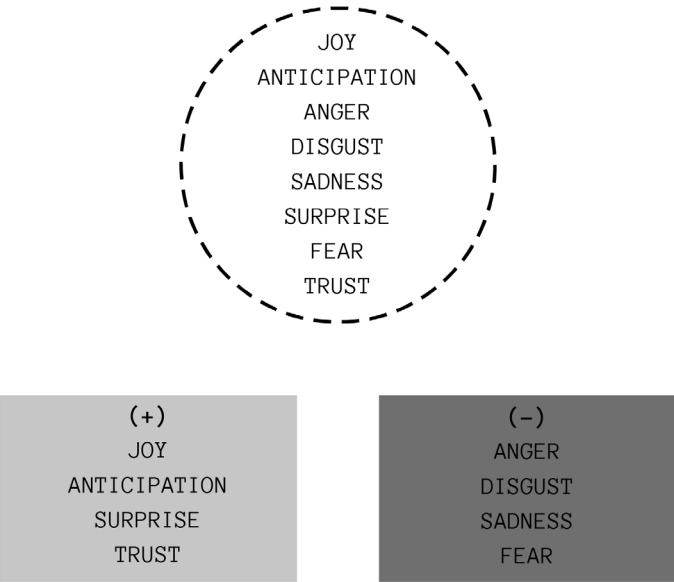 JOY
ANTICIPATION
ANGER
DISGUST
SADNESS
SURPRISE
FEAR
TRUST
(+)
JOY
ANTICIPATION
SURPRISE
TRUST
(-)
ANGER
DISGUST
SADNESS
FEAR